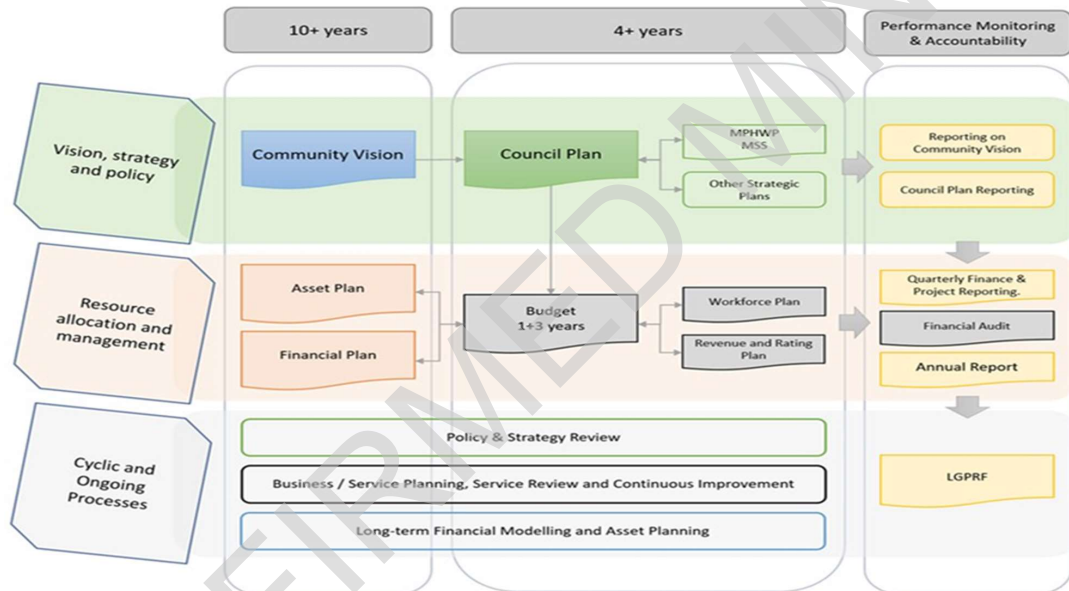 10+ years
4+ years
Performance Monitoring
& Accountability
Vision, strategy
and policy
Community Vision
Council Plan
MPHWP
MSS
Other Strategic
Plans
Reporting on
Community Vision
Council Plan Reporting
Resource
allocation and
management
Asset Plan
Financial Plan
Budget
1+3 years
Workforce Plan
Revenue and Rating
Plan
Quarterly Finance &
Project Reporting.
Financial Audit
Annual Report
Cyclic and
Ongoing
Processes
Policy & Strategy Review
Business / Service Planning, Service Review and Continuous Improvement
Long-term Financial Modelling and Asset Planning
LGPRF